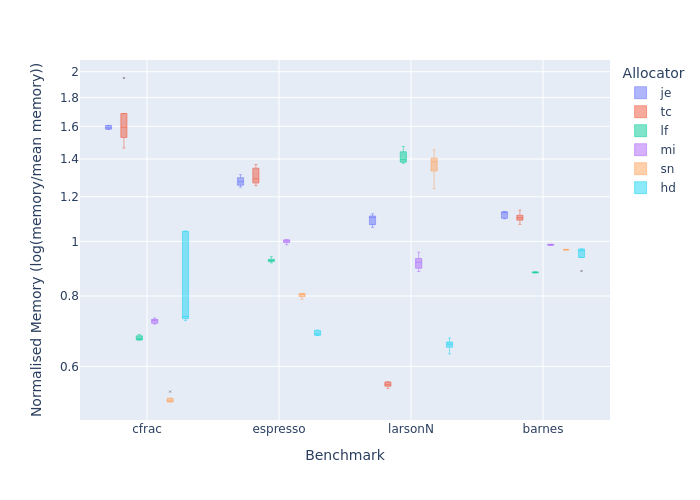 Normalised Memory (log(memory/mean memory))
2
1.8
1.6
1.4
1.2
1
0.8
0.6
cfrac
espresso
larsonN
barnes
Benchmark
Allocator
je
tc
lf
mi
sn
hd